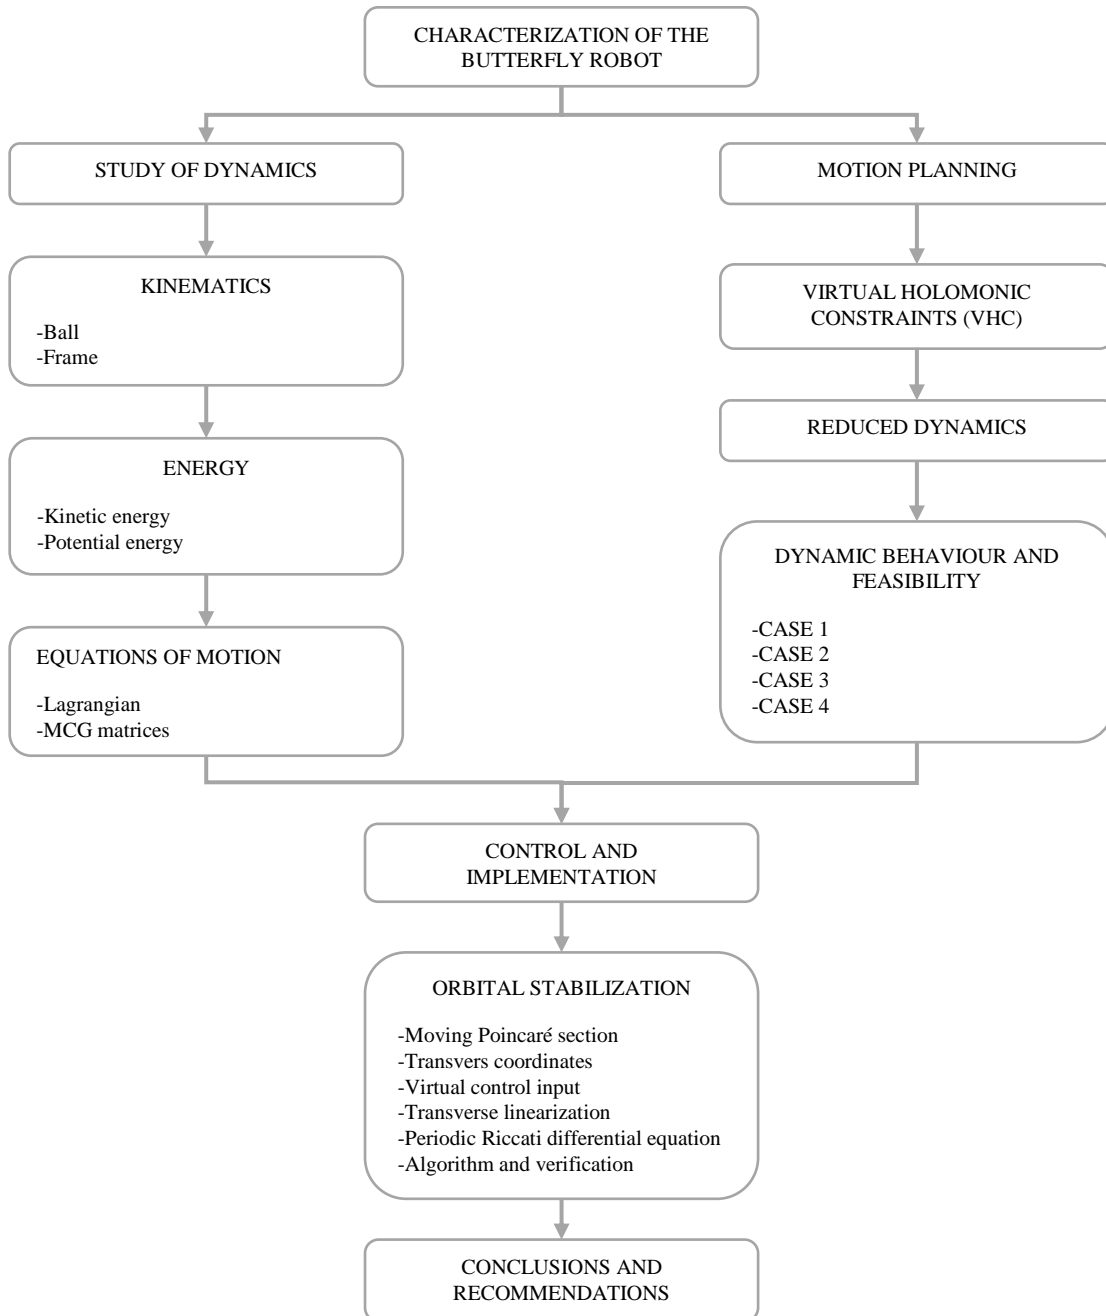 CHARACTERIZATION OF THE
BUTTERFLY ROBOT
STUDY OF DYNAMICS
MOTION PLANNING
KINEMATICS
-Ball
-Frame
VIRTUAL HOLOMONIC
CONSTRAINTS (VHC)
REDUCED DYNAMICS
ENERGY
-Kinetic energy
-Potential energy
DYNAMIC BEHAVIOUR AND
FEASIBILITY
-CASE 1
-CASE 2
-CASE 3
-CASE 4
EQUATIONS OF MOTION
-Lagrangian
-MCG matrices
CONTROL AND
IMPLEMENTATION
ORBITAL STABILIZATION
-Moving Poincaré section
-Transvers coordinates
-Virtual control input
-Transverse linearization
-Periodic Riccati differential equation
-Algorithm and verification
CONCLUSIONS AND
RECOMMENDATIONS